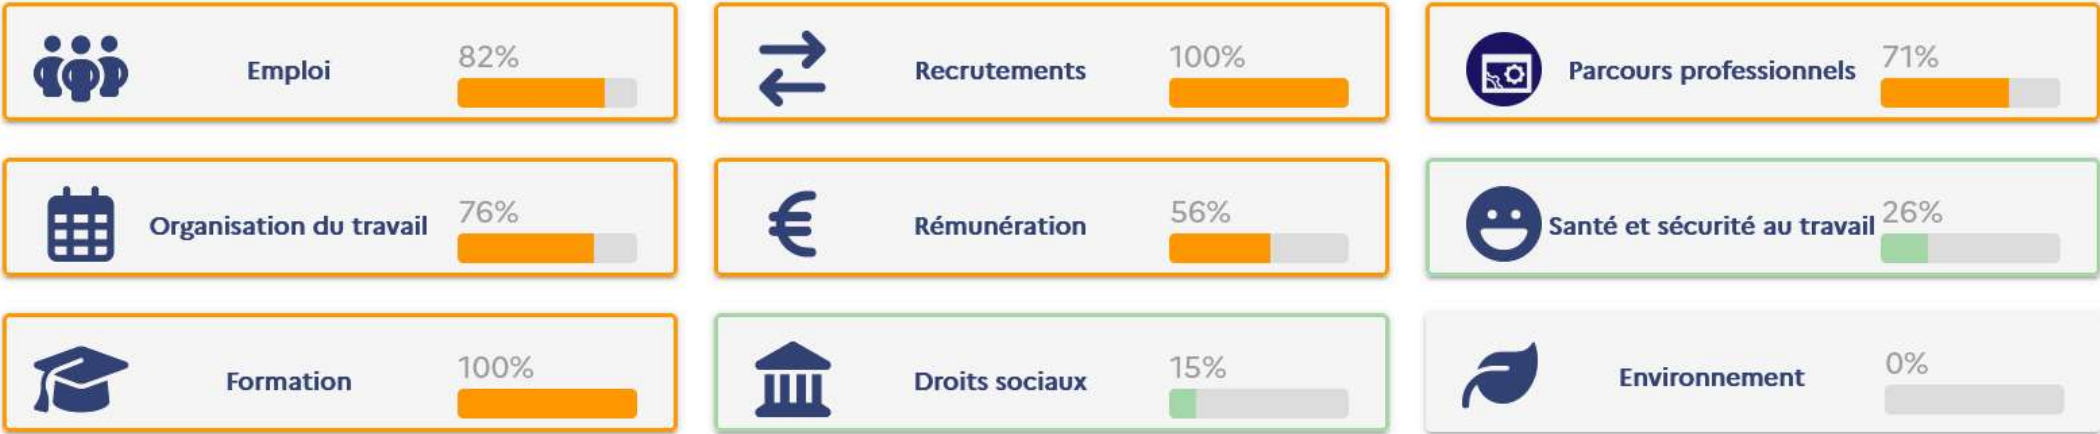 Emploi
82%
Recrutements
100%
Parcours professionnels
71%
Organisation du travail
76%
Rémunération
56%
Santé et sécurité au travail
26%
Formation
100%
Droits sociaux
15%
Environnement
0%